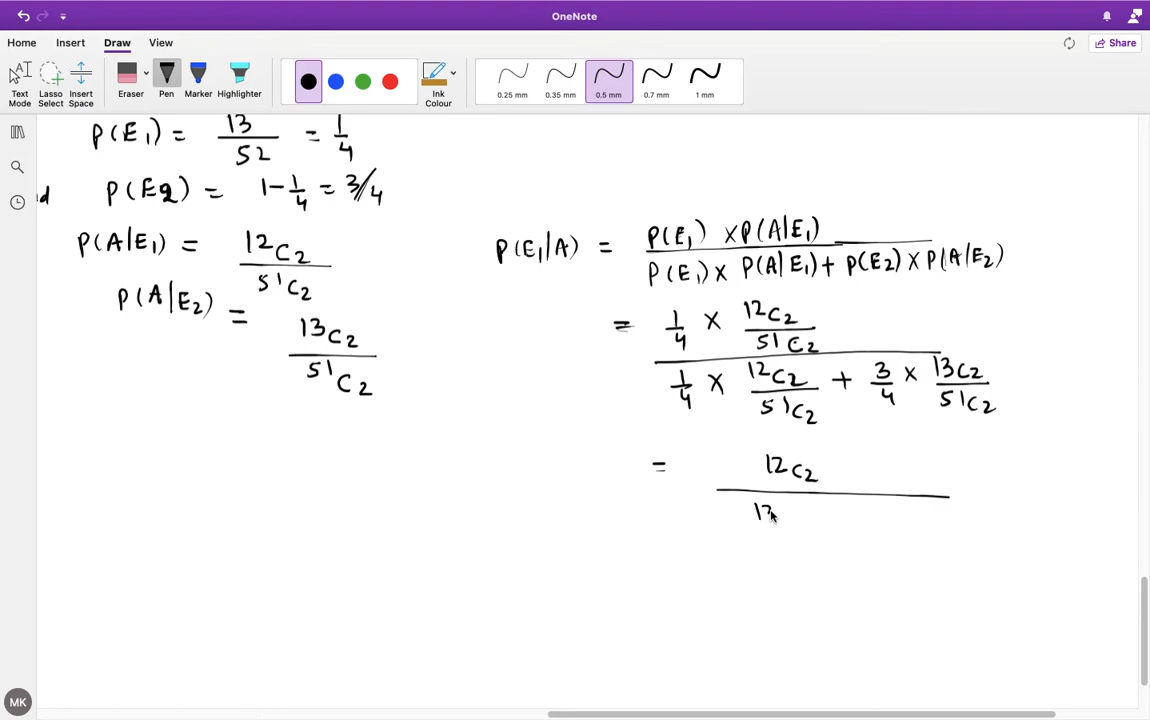 OneNote
Home Insert Draw View Share
Text Mode Lasso Select Insert Space Eraser Pen Marker Highlighter Ink Colour 0.25 mm 0.35 mm 0.5 mm 0.7 mm 1 mm
P(E₁) = 13/52 = 1/4
P(E2) = 1 - 1/4 = 3/4
P(A|E₁) = 12C₂/51C₂
P(A|E₂) = 13C₂/51C₂
P(E₁|A) = P(E₁) × P(A|E₁) / P(E₁) × P(A|E₁) + P(E2) × P(A|E₂)
= 1/4 × 12C₂/51C₂ / 1/4 × 12C₂/51C₂ + 3/4 × 13C₂/51C₂
= 12C₂
MK